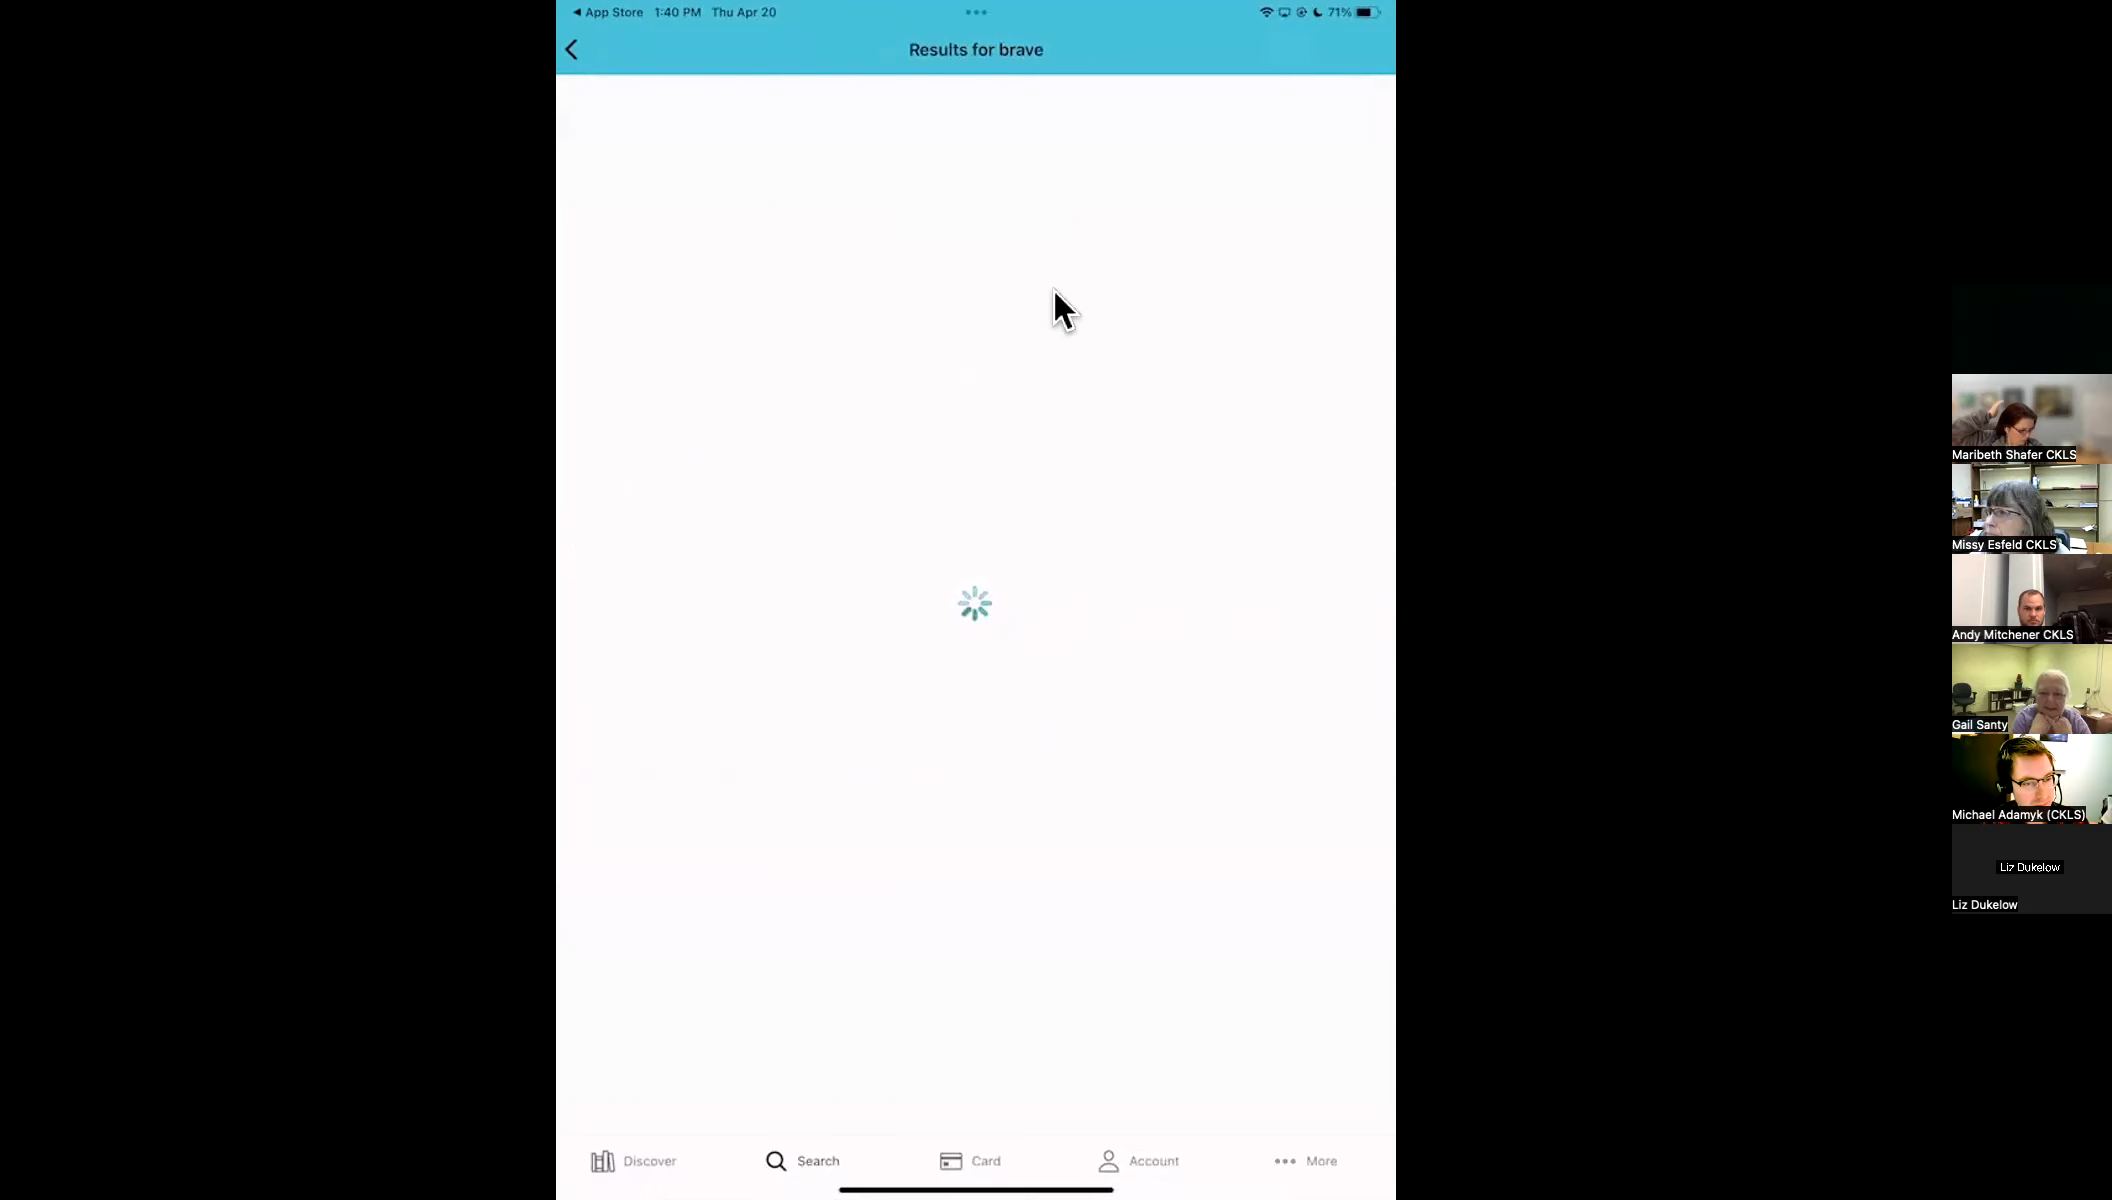 ◄ App Store 1:40 PM Thu Apr 20
71%
Results for brave
Maribeth Shafer CKLS
Missy Esfeld CKLS
Andy Mitchener CKLS
Gail Santy
Michael Adamyk (CKLS)
Liz Dukelow
Liz Dukelow
Discover Search Card Account More